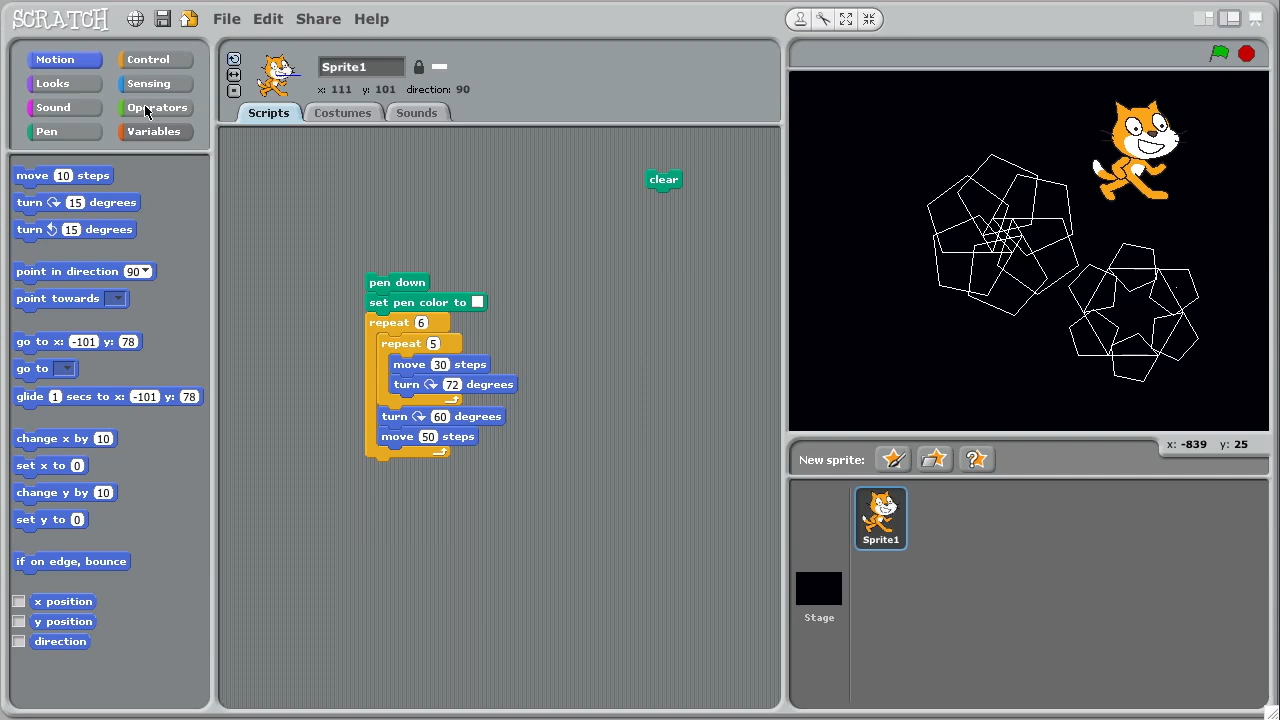 SCRATCH File Edit Share Help
Motion Control
Looks Sensing
Sound Operators
Pen Variables
move 10 steps
turn 15 degrees
turn 15 degrees
point in direction 90
point towards
go to x: -101 y: 78
go to
glide 1 secs to x: -101 y: 78
change x by 10
set x to 0
change y by 10
set y to 0
if on edge, bounce
x position
y position
direction
Sprite1
x: 111 y: 101 direction: 90
Scripts Costumes Sounds
clear
pen down
set pen color to
repeat 6
repeat 5
move 30 steps
turn 72 degrees
turn 60 degrees
move 50 steps
x: -839 y: 25
New sprite:
Sprite1
Stage